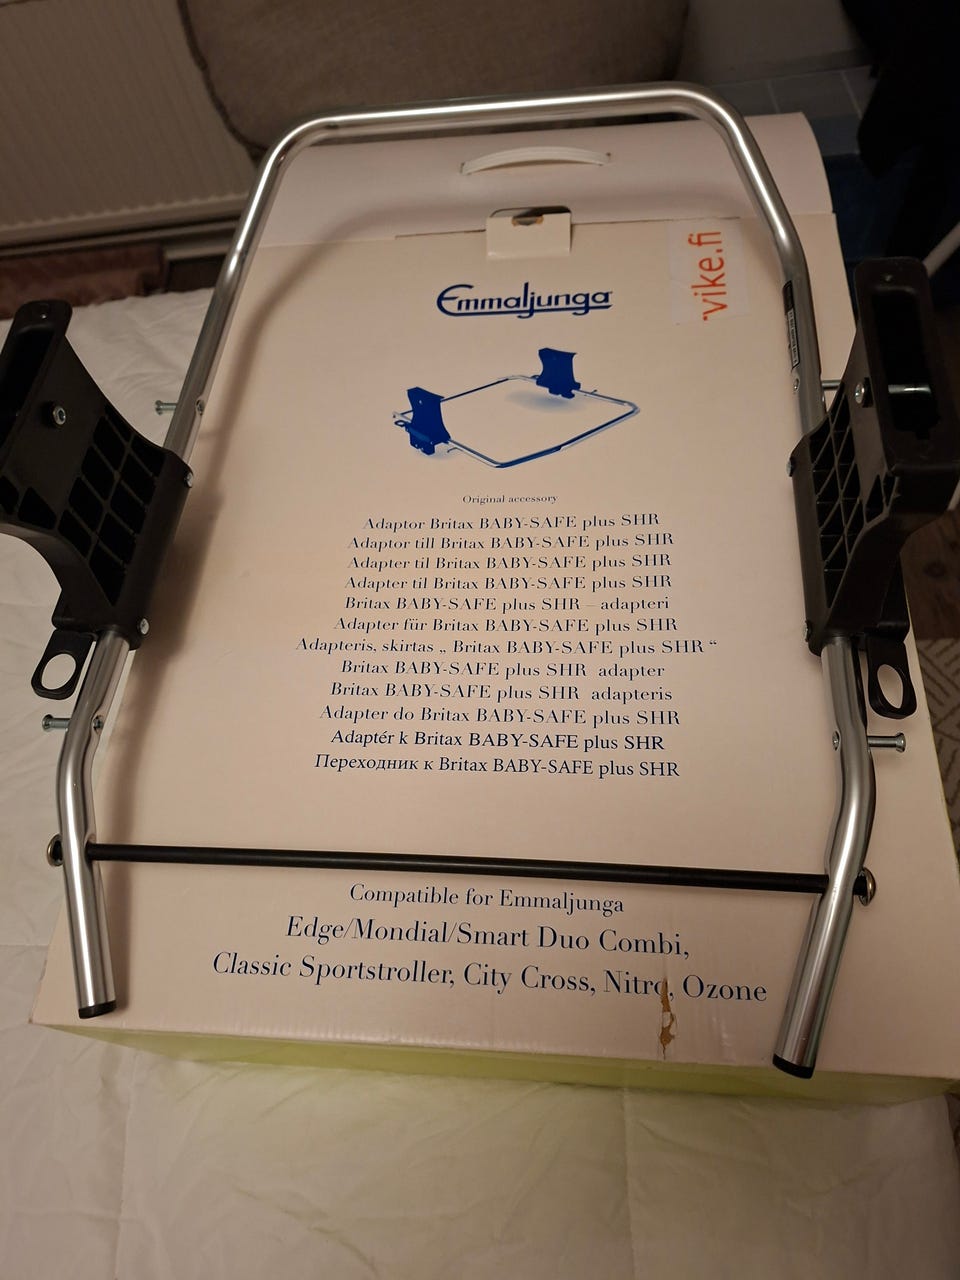 Emmaljunga
vike.fi
Original accessory
Adaptor Britax BABY-SAFE plus SHR
Adaptor till Britax BABY-SAFE plus SHR
Adapter til Britax BABY-SAFE plus SHR
Adapter til Britax BABY-SAFE plus SHR
Britax BABY-SAFE plus SHR – adapteri
Adapter für Britax BABY-SAFE plus SHR
Adapteris, skirtas „ Britax BABY-SAFE plus SHR “
Britax BABY-SAFE plus SHR adapter
Britax BABY-SAFE plus SHR adapteris
Adapter do Britax BABY-SAFE plus SHR
Adaptér k Britax BABY-SAFE plus SHR
Переходник к Britax BABY-SAFE plus SHR
Compatible for Emmaljunga
Edge/Mondial/Smart Duo Combi,
Classic Sportstroller, City Cross, Nitro, Ozone